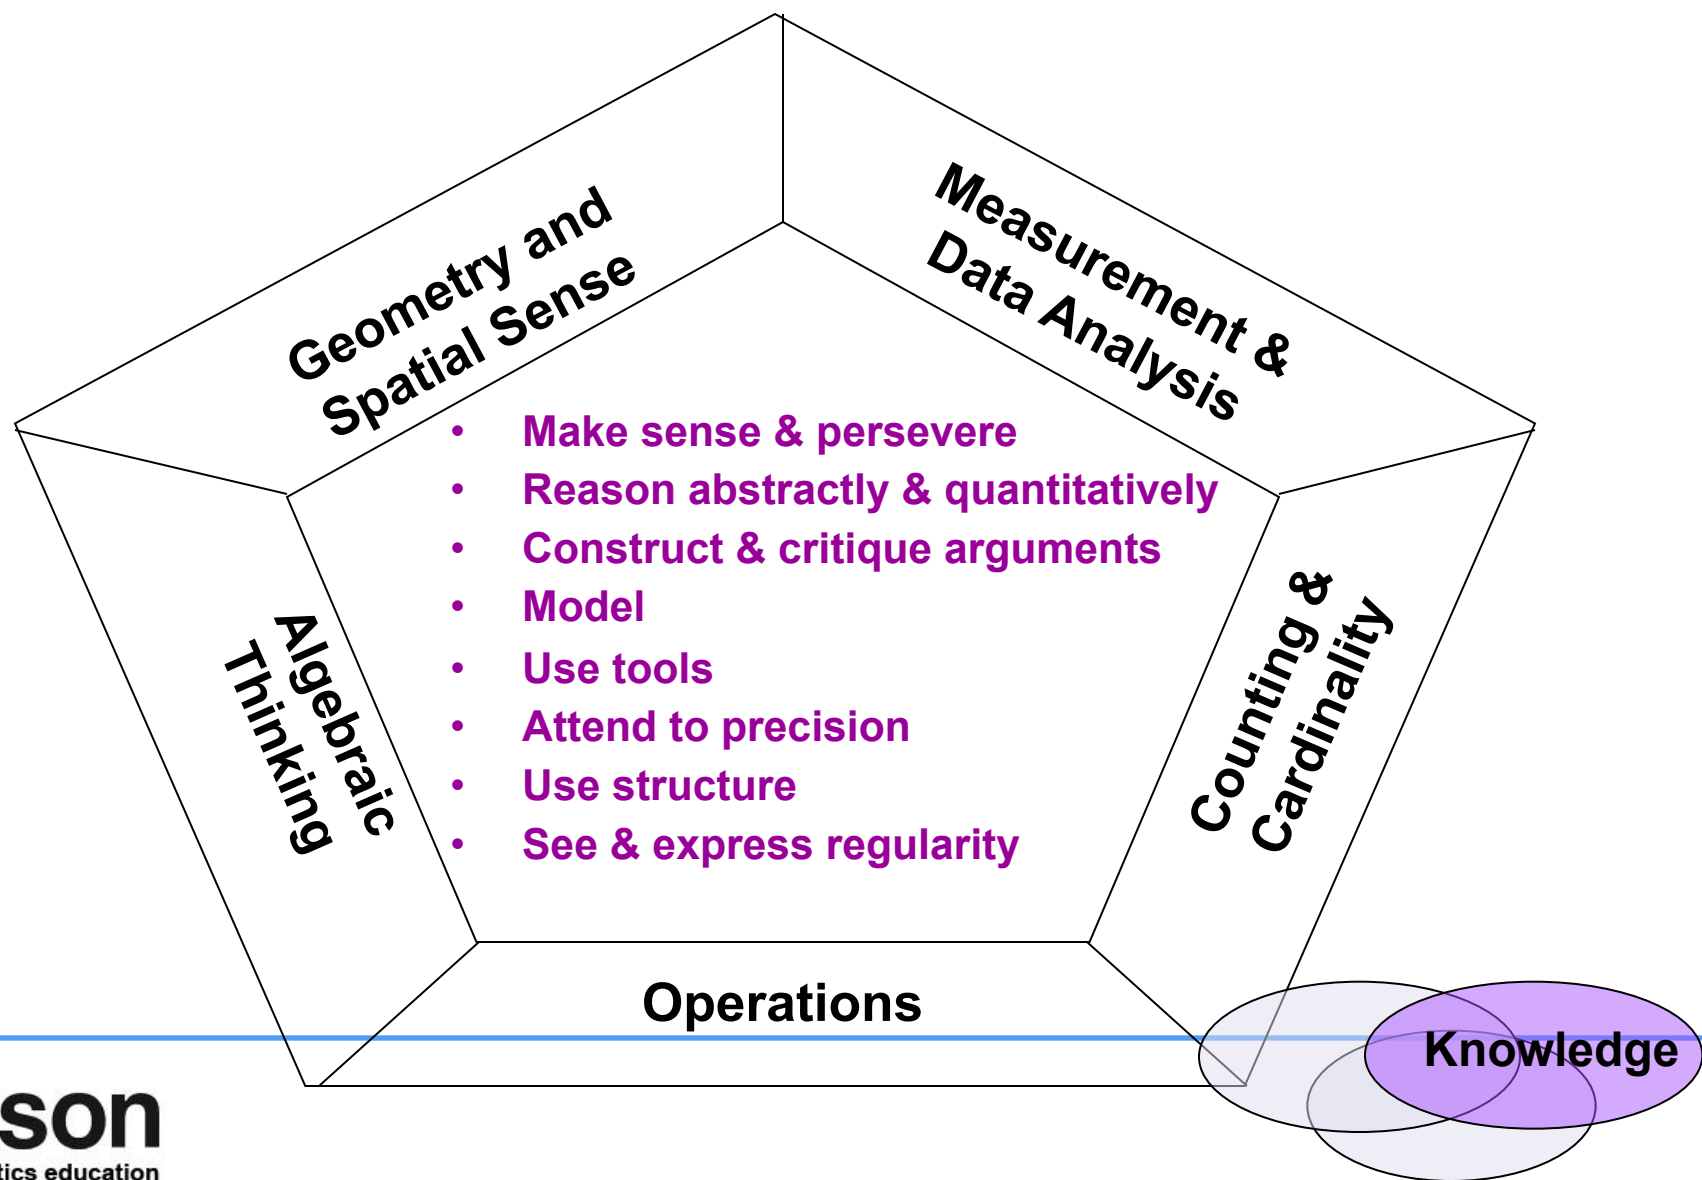 Geometry and
Spatial Sense
Measurement &
Data Analysis
• Make sense & persevere
• Reason abstractly & quantitatively
• Construct & critique arguments
• Model
• Use tools
• Attend to precision
• Use structure
• See & express regularity
Algebraic
Thinking
Counting &
Cardinality
Operations
Knowledge
son
tics education